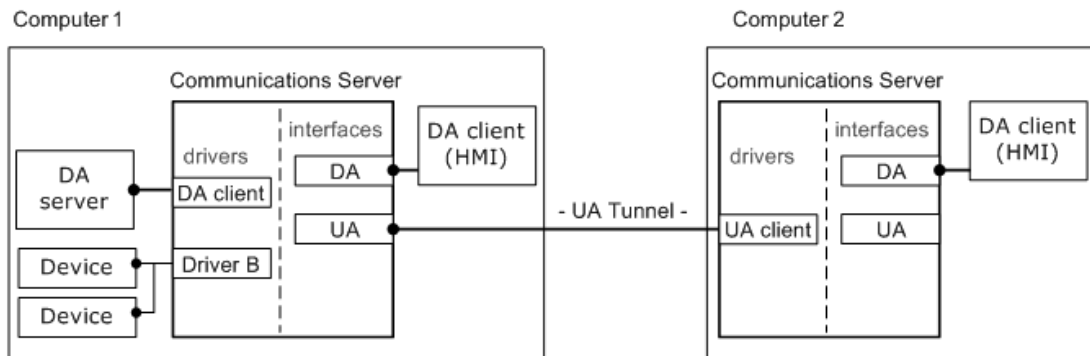 Computer 1
Computer 2
Communications Server
Communications Server
interfaces
drivers
DA client
(HMI)
DA
DA
server
DA client
UA
Driver B
Device
Device
- UA Tunnel -
interfaces
drivers
DA client
(HMI)
DA
UA client
UA